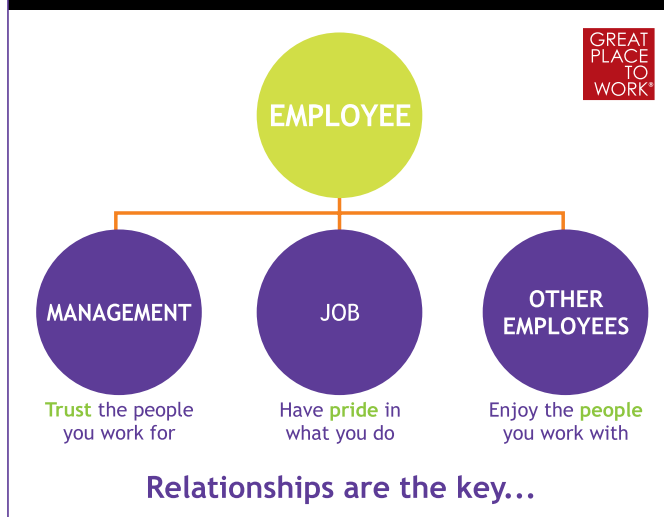 GREAT
PLACE
TO
WORK®
EMPLOYEE
MANAGEMENT
JOB
OTHER
EMPLOYEES
Trust the people
you work for
Have pride in
what you do
Enjoy the people
you work with
Relationships are the key...